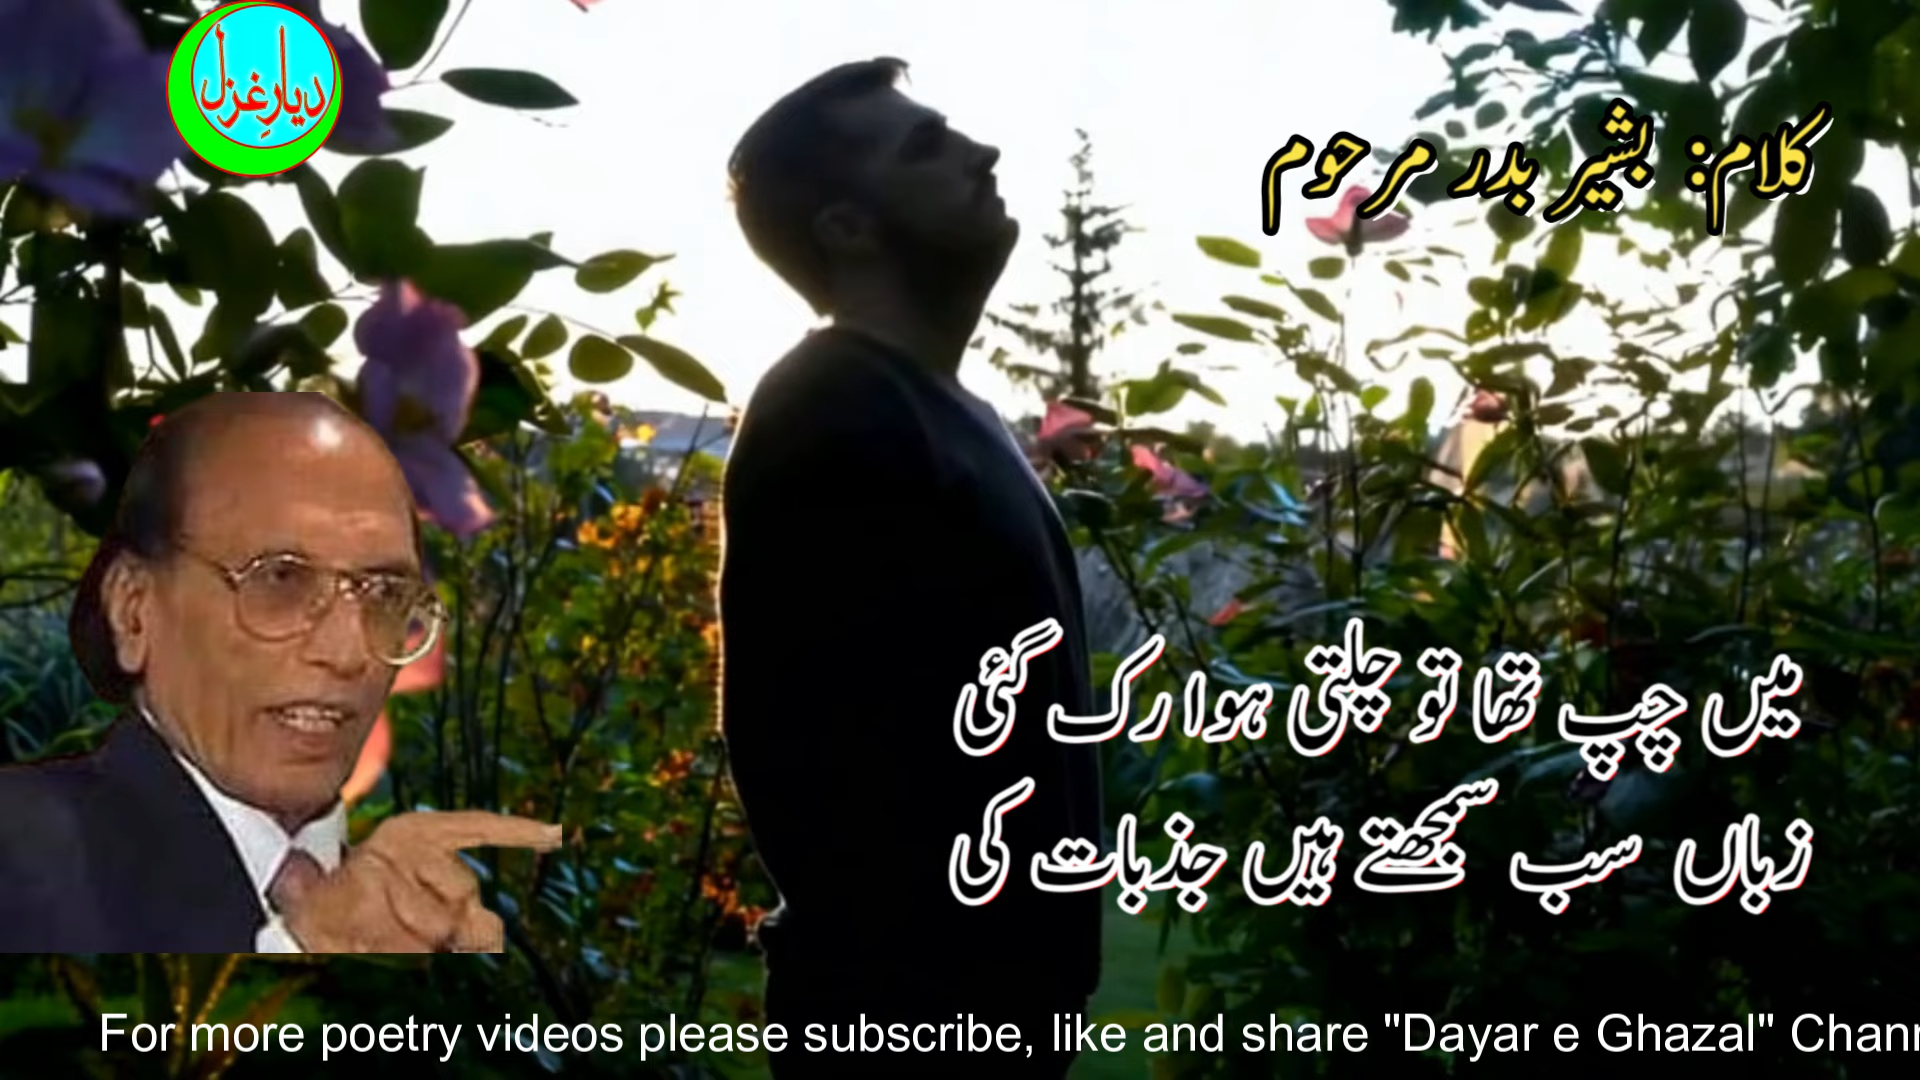 دیارِ غزل
کلام: بشیر بدر مرحوم
میں چپ تھا تو چلتی ہوا رک گئی
زباں سب سمجھتے ہیں جذبات کی
For more poetry videos please subscribe, like and share "Dayar e Ghazal" Chann